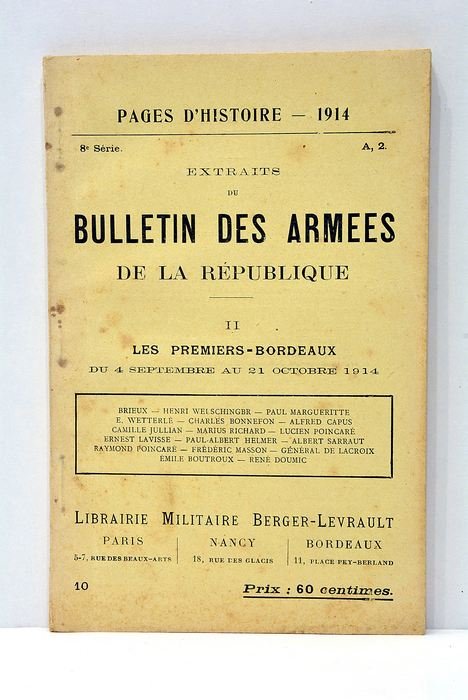 PAGES D'HISTOIRE — 1914
8e Série. A, 2.
EXTRAITS
DU
BULLETIN DES ARMEES
DE LA RÉPUBLIQUE
II
LES PREMIERS-BORDEAUX
DU 4 SEPTEMBRE AU 21 OCTOBRE 1914
BRIEUX — HENRI WELSCHINGER — PAUL MARGUERITTE
E. WETTERLÉ — CHARLES BONNEFON — ALFRED CAPUS
CAMILLE JULLIAN — MARIUS RICHARD — LUCIEN POINCARÉ
ERNEST LAVISSE — PAUL-ALBERT HELMER — ALBERT SARRAUT
RAYMOND POINCARÉ — FRÉDÉRIC MASSON — GÉNÉRAL DE LACROIX
ÉMILE BOUTROUX — RENÉ DOUMIC
LIBRAIRIE MILITAIRE BERGER-LEVRAULT
PARIS NANCY BORDEAUX
5-7, RUE DES BEAUX-ARTS 18, RUE DES GLACIS 11, PLACE PEY-BERLAND
10 Prix : 60 centimes.